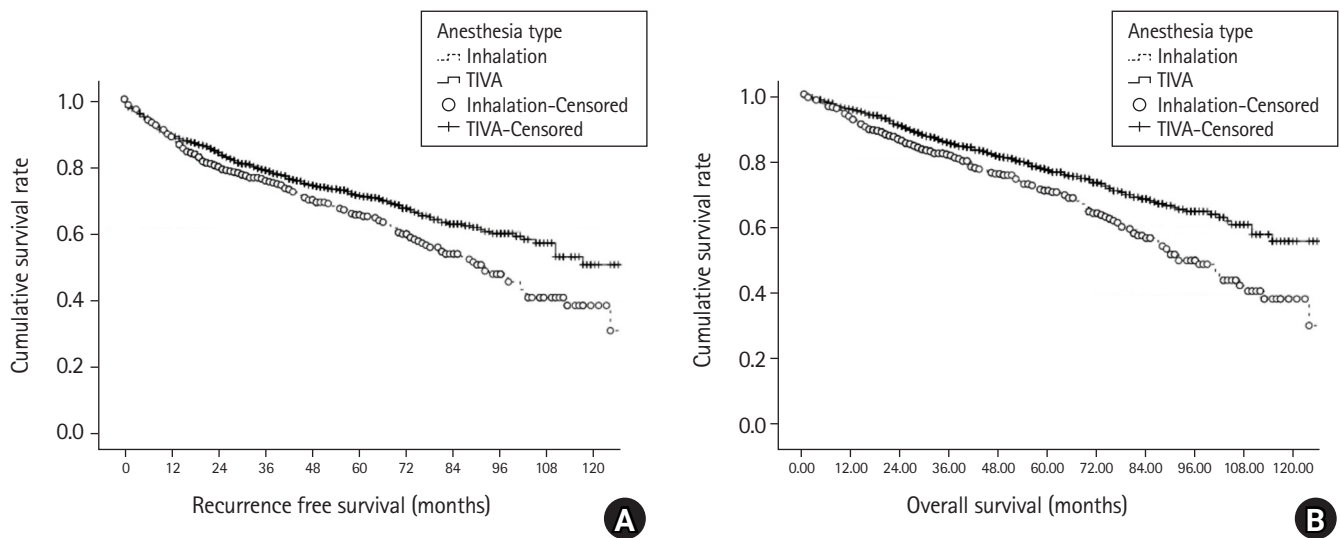 Anesthesia type
Inhalation
TIVA
Inhalation-Censored
TIVA-Censored
1.0
0.8
0.6
0.4
0.2
0.0
Cumulative survival rate
0 12 24 36 48 60 72 84 96 108 120
Recurrence free survival (months)
A
Anesthesia type
Inhalation
TIVA
Inhalation-Censored
TIVA-Censored
1.0
0.8
0.6
0.4
0.2
0.0
Cumulative survival rate
0.00 12.00 24.00 36.00 48.00 60.00 72.00 84.00 96.00 108.00 120.00
Overall survival (months)
B